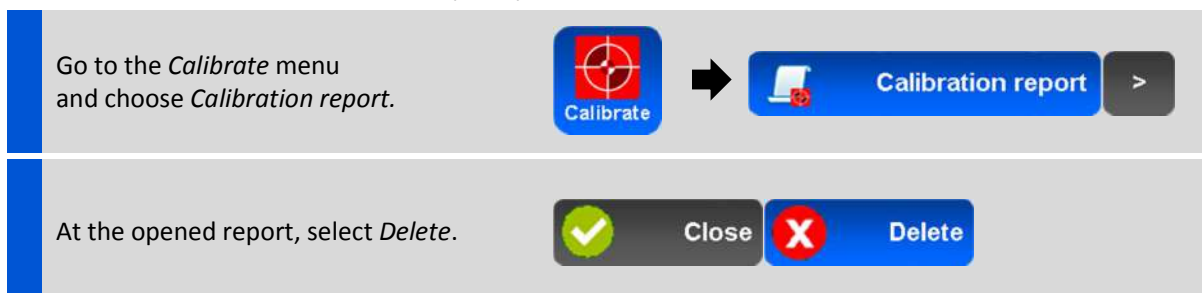 Go to the Calibrate menu
and choose Calibration report.
Calibrate
Calibration report >
At the opened report, select Delete.
Close Delete